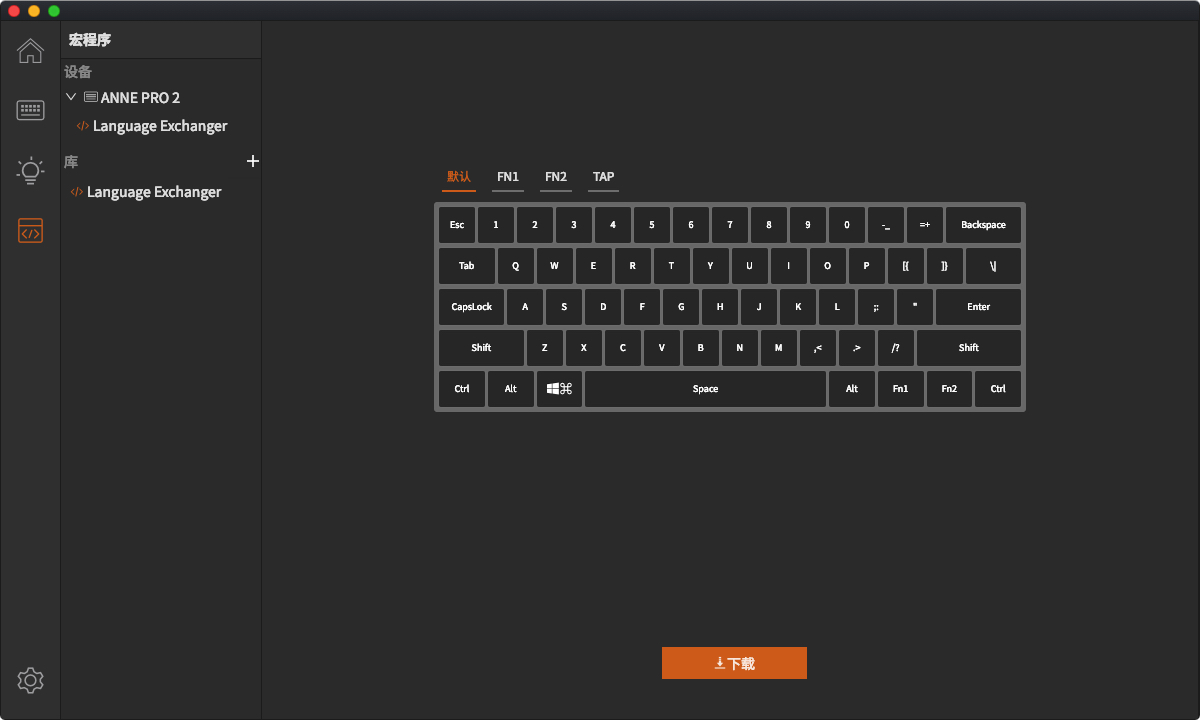 宏程序
设备
ANNE PRO 2
</> Language Exchanger
库 +
</> Language Exchanger
默认 FN1 FN2 TAP
Esc 1 2 3 4 5 6 7 8 9 0 -_ =+ Backspace
Tab Q W E R T Y U I O P [{ ]} \|
CapsLock A S D F G H J K L ;: " Enter
Shift Z X C V B N M ,< .> /? Shift
Ctrl Alt ⌘ Space Alt Fn1 Fn2 Ctrl
下载